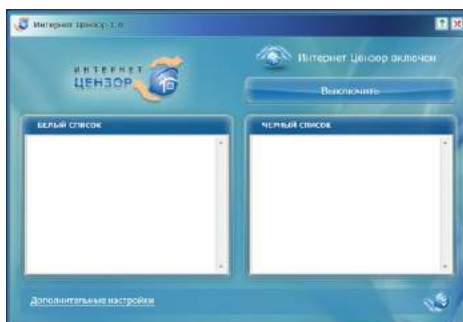 Интернет Цензор 1.0
ИНТЕРНЕТ
ЦЕНЗОР
Интернет Цензор включен
Выключить
БЕЛЫЙ СПИСОК
ЧЕРНЫЙ СПИСОК
Дополнительные настройки